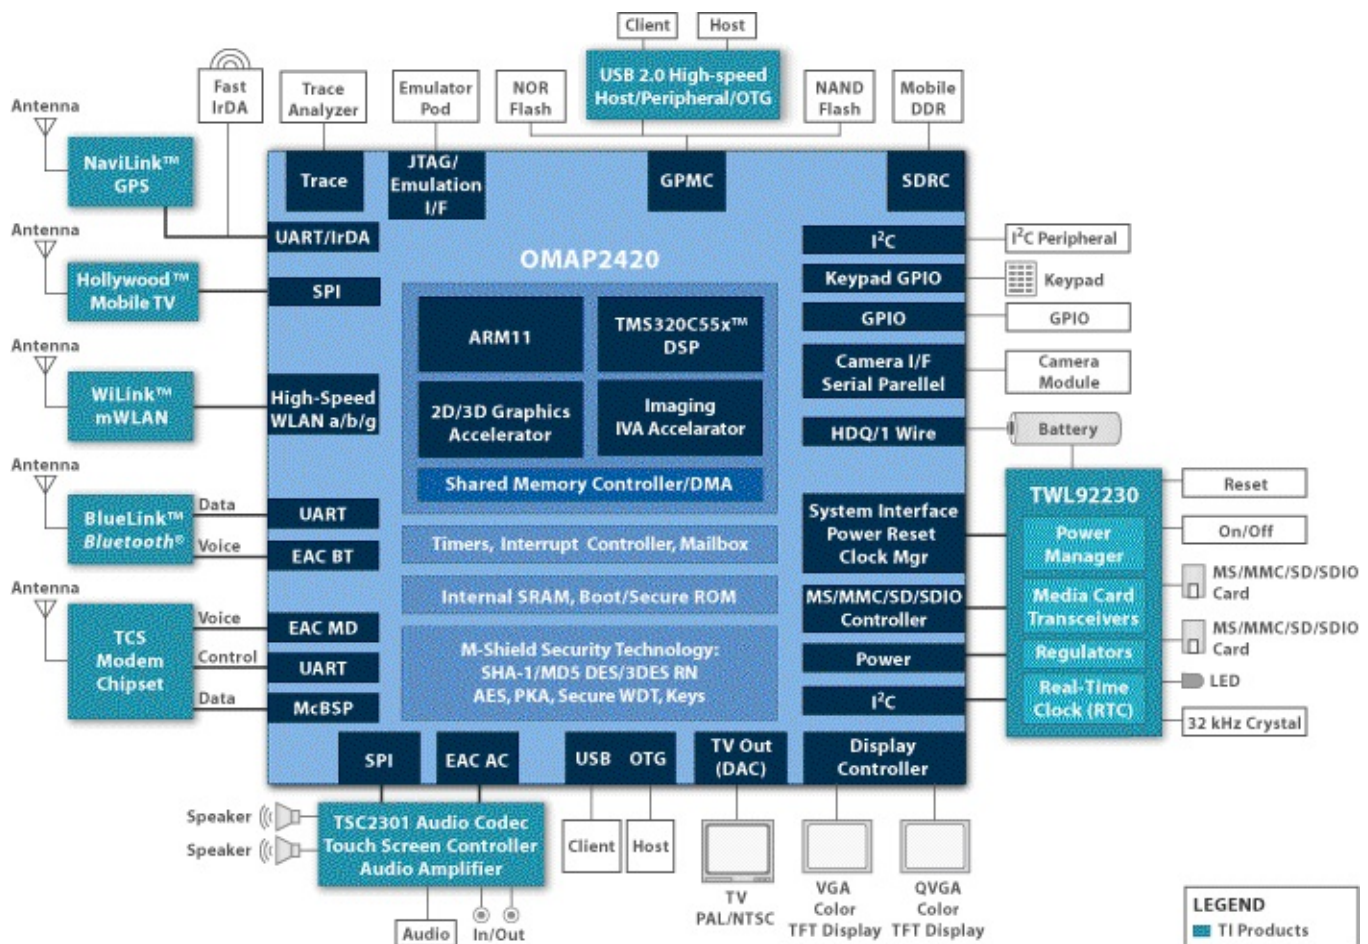 Client
Host
USB 2.0 High-speed
Host/Peripheral/OTG
Fast
IrDA
Trace
Analyzer
Emulator
Pod
NOR
Flash
NAND
Flash
Mobile
DDR
Antenna
NaviLink™
GPS
Trace
JTAG/
Emulation
I/F
GPMC
SDRC
UART/IrDA
Antenna
Hollywood™
Mobile TV
SPI
OMAP2420
ARM11
TMS320C55x™
DSP
2D/3D Graphics
Accelerator
Imaging
IVA Accelarator
Shared Memory Controller/DMA
Timers, Interrupt Controller, Mailbox
Internal SRAM, Boot/Secure ROM
M-Shield Security Technology:
SHA-1/MD5 DES/3DES RN
AES, PKA, Secure WDT, Keys
I²C
I²C Peripheral
Keypad GPIO
Keypad
GPIO
GPIO
Camera I/F
Serial Parellel
Camera
Module
HDQ/1 Wire
Battery
Antenna
WiLink™
mWLAN
High-Speed
WLAN a/b/g
Antenna
BlueLink™
Bluetooth®
Data
Voice
UART
EAC BT
Antenna
TCS
Modem
Chipset
Voice
Control
Data
EAC MD
UART
McBSP
System Interface
Power Reset
Clock Mgr
MS/MMC/SD/SDIO
Controller
Power
I²C
TWL92230
Power
Manager
Media Card
Transceivers
Regulators
Real-Time
Clock (RTC)
Reset
On/Off
MS/MMC/SD/SDIO
Card
MS/MMC/SD/SDIO
Card
LED
32 kHz Crystal
SPI
EAC AC
USB OTG
TV Out
(DAC)
Display
Controller
Speaker
Speaker
TSC2301 Audio Codec
Touch Screen Controller
Audio Amplifier
Audio
In/Out
Client
Host
TV
PAL/NTSC
VGA
Color
TFT Display
QVGA
Color
TFT Display
LEGEND
TI Products